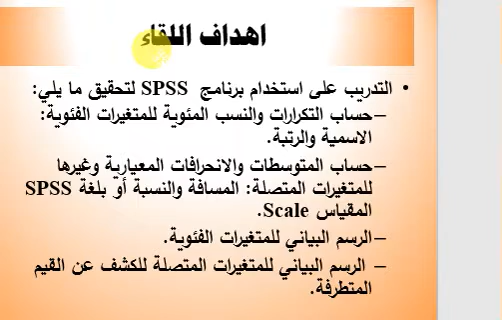 اهداف اللقاء
• التدريب على استخدام برنامج SPSS لتحقيق ما يلي:
–حساب التكرارات والنسب المئوية للمتغيرات الفئوية:
الاسمية والرتبة.
–حساب المتوسطات والانحرافات المعيارية وغيرها
للمتغيرات المتصلة: المسافة والنسبة أو بلغة SPSS
المقياس Scale.
–الرسم البياني للمتغيرات الفئوية.
– الرسم البياني للمتغيرات المتصلة للكشف عن القيم
المتطرفة.